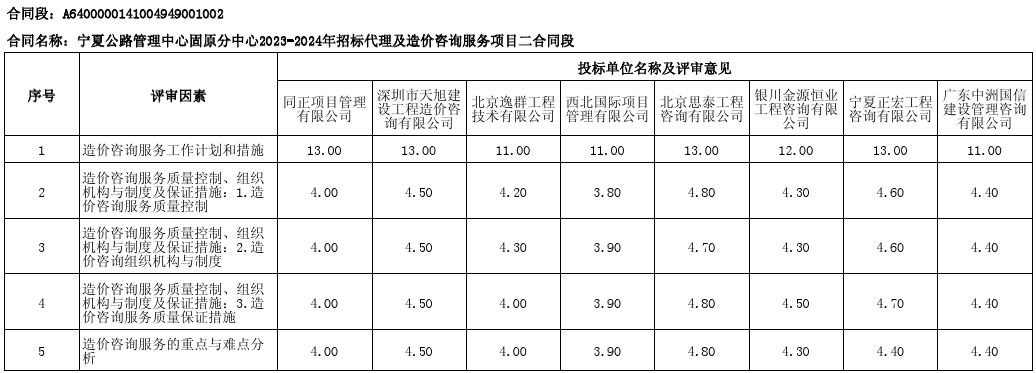 合同段：A6400000141004949001002
合同名称：宁夏公路管理中心固原分中心2023-2024年招标代理及造价咨询服务项目二合同段
序号
评审因素
投标单位名称及评审意见
同正项目管理
有限公司
深圳市天旭建
设工程造价咨
询有限公司
北京逸群工程
技术有限公司
西北国际项目
管理有限公司
北京思泰工程
咨询有限公司
银川金源恒业
工程咨询有限
公司
宁夏正宏工程
咨询有限公司
广东中洲国信
建设管理咨询
有限公司
1 造价咨询服务工作计划和措施 13.00 13.00 11.00 11.00 13.00 12.00 13.00 11.00
造价咨询服务质量控制、组织
2 机构与制度及保证措施：1.造 4.00 4.50 4.20 3.80 4.80 4.30 4.60 4.40
价咨询服务质量控制
造价咨询服务质量控制、组织
3 机构与制度及保证措施：2.造 4.00 4.50 4.30 3.90 4.70 4.30 4.60 4.40
价咨询组织机构与制度
造价咨询服务质量控制、组织
4 机构与制度及保证措施：3.造 4.00 4.50 4.00 3.90 4.80 4.50 4.70 4.40
价咨询服务质量保证措施
5 造价咨询服务的重点与难点分 4.00 4.50 4.00 3.90 4.80 4.30 4.40 4.40
析